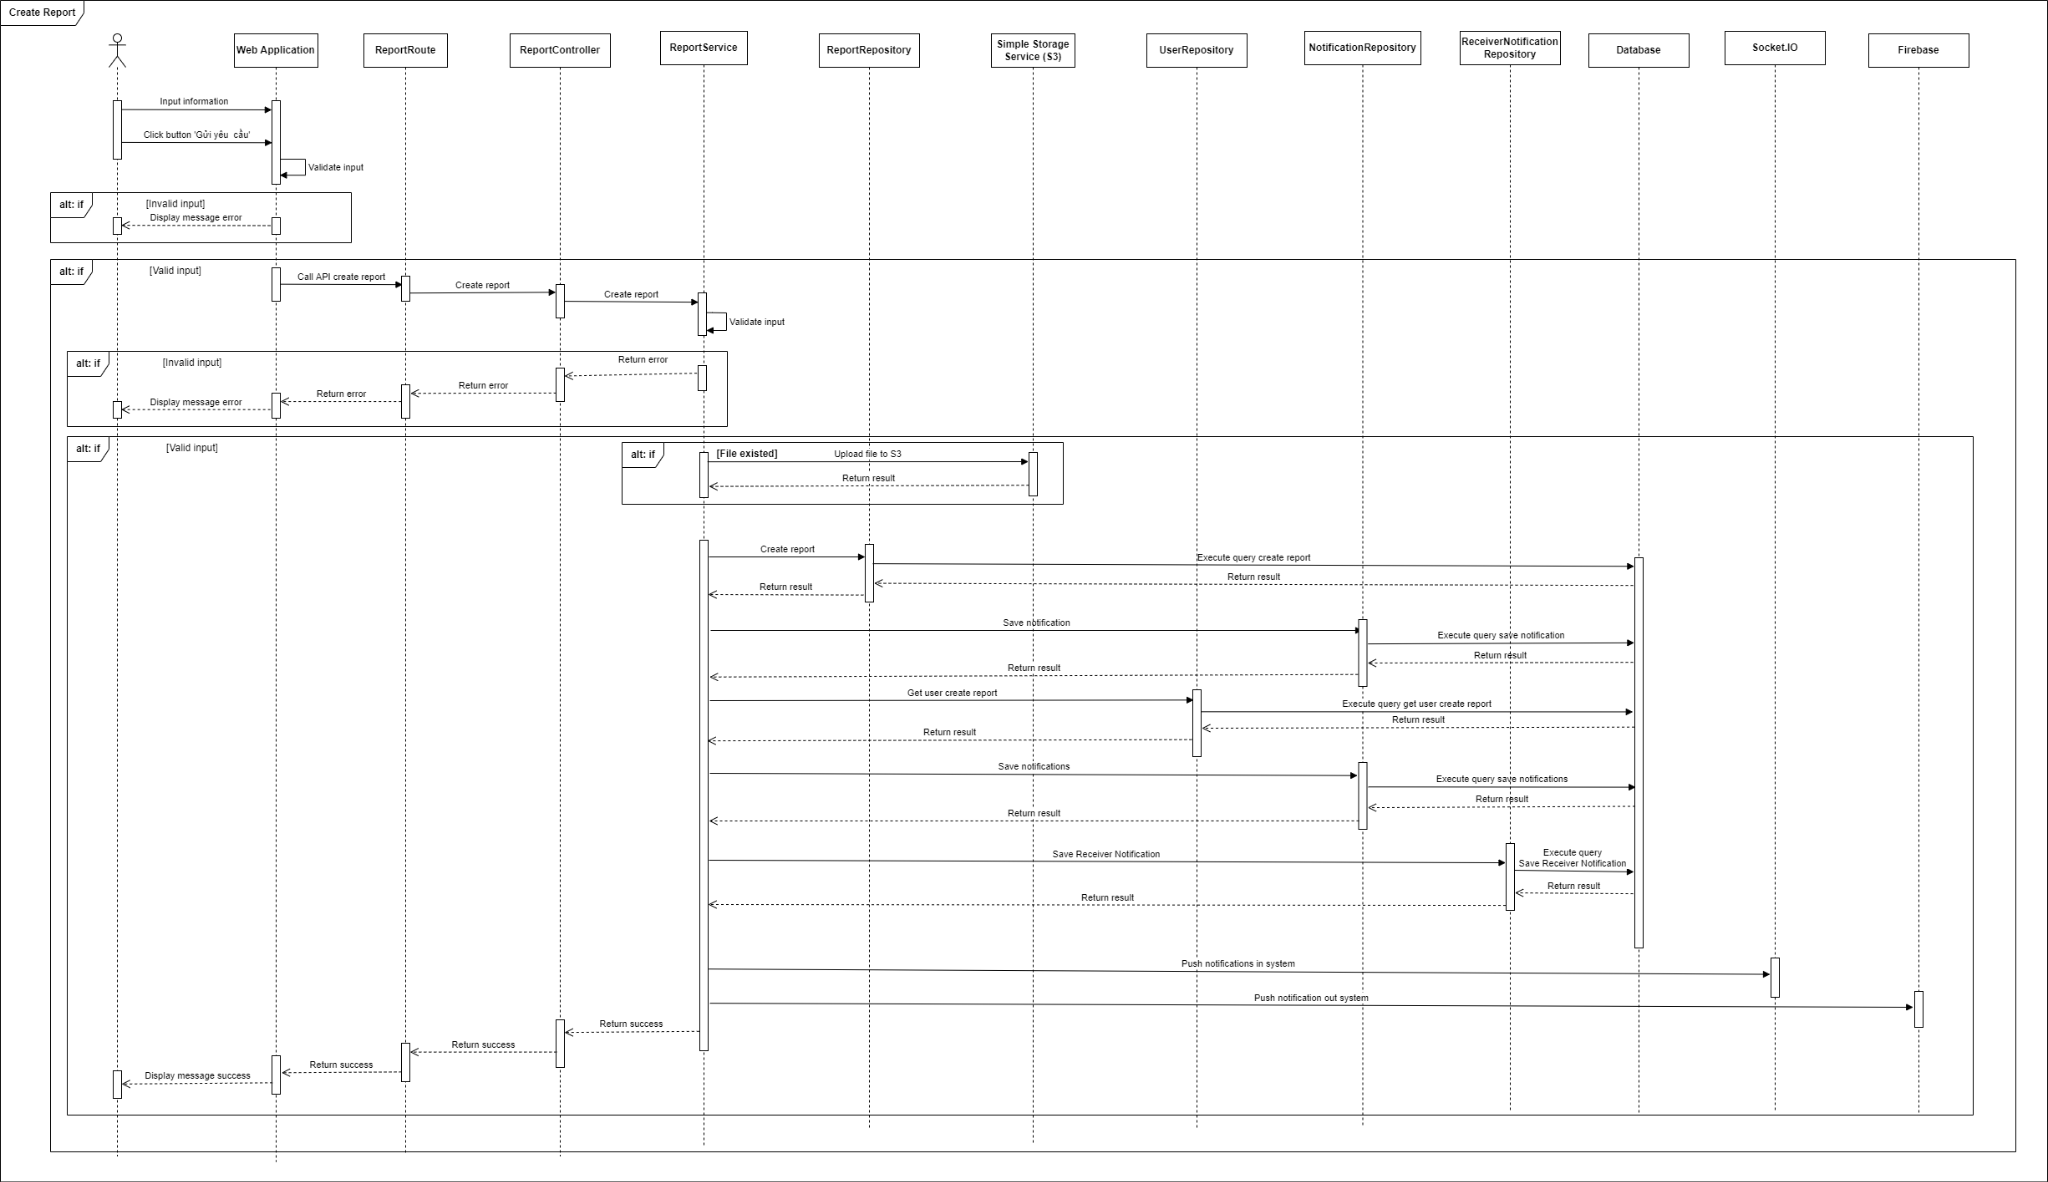 Create Report
Web Application
ReportRoute
ReportController
ReportService
ReportRepository
Simple Storage
Service (S3)
UserRepository
NotificationRepository
ReceiverNotification
Repository
Database
Socket.IO
Firebase
Input information
Click button 'Gửi yêu cầu'
Validate input
alt: if
[Invalid input]
Display message error
alt: if
[Valid input]
Call API create report
Create report
Create report
Validate input
alt: if
[Invalid input]
Return error
Return error
Return error
Display message error
alt: if
[Valid input]
alt: if
[File existed]
Upload file to S3
Return result
Create report
Execute query create report
Return result
Return result
Save notification
Execute query save notification
Return result
Return result
Get user create report
Execute query get user create report
Return result
Return result
Save notifications
Execute query save notifications
Return result
Return result
Save Receiver Notification
Execute query
Save Receiver Notification
Return result
Return result
Push notifications in system
Push notification out system
Return success
Return success
Return success
Display message success